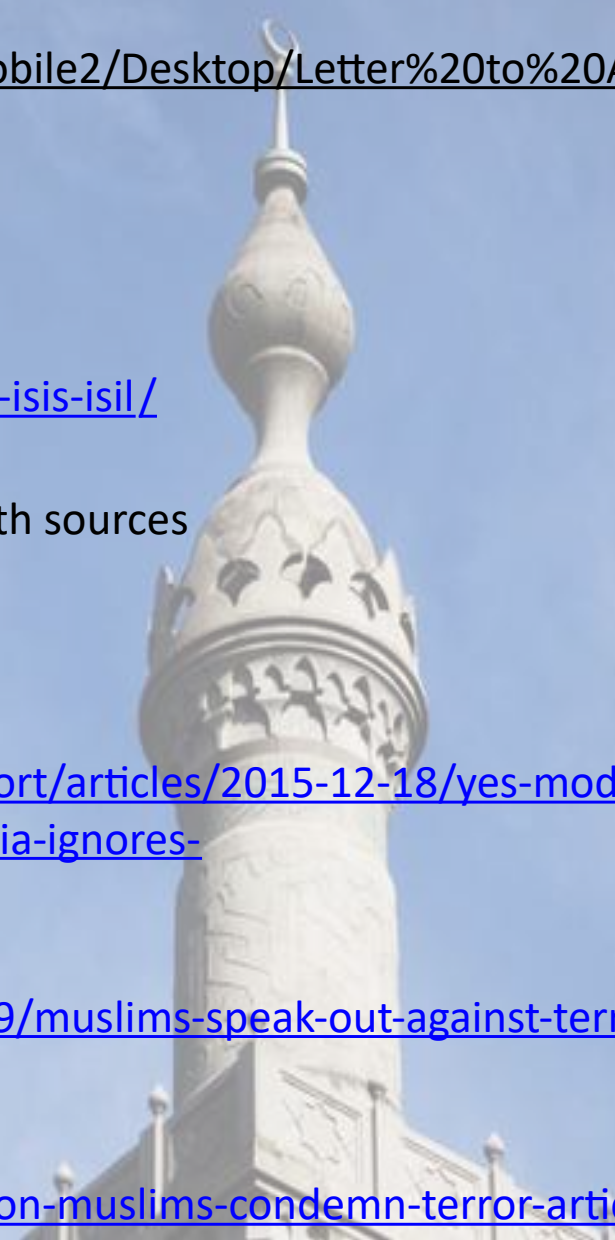 obile2/Desktop/Letter%20to%20A
-isis-isil/
th sources
ort/articles/2015-12-18/yes-mod
ia-ignores-
9/muslims-speak-out-against-terr
on-muslims-condemn-terror-artic